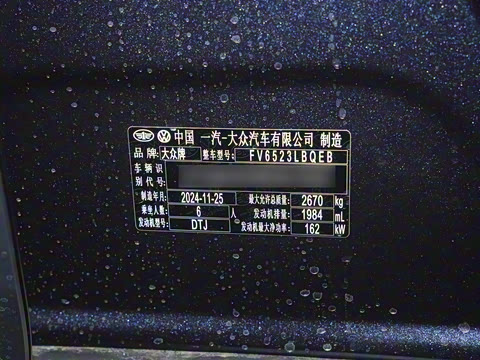 中国 一汽-大众汽车有限公司 制造
品 牌: 大众牌 整车型号: FV6523LBQEB
车 辆 识
别 代 号:
制造年月: 2024-11-25 最大允许总质量: 2670 kg
乘坐人数: 6 人 发动机排量: 1984 mL
发动机型号: DTJ 发动机最大净功率: 162 kW